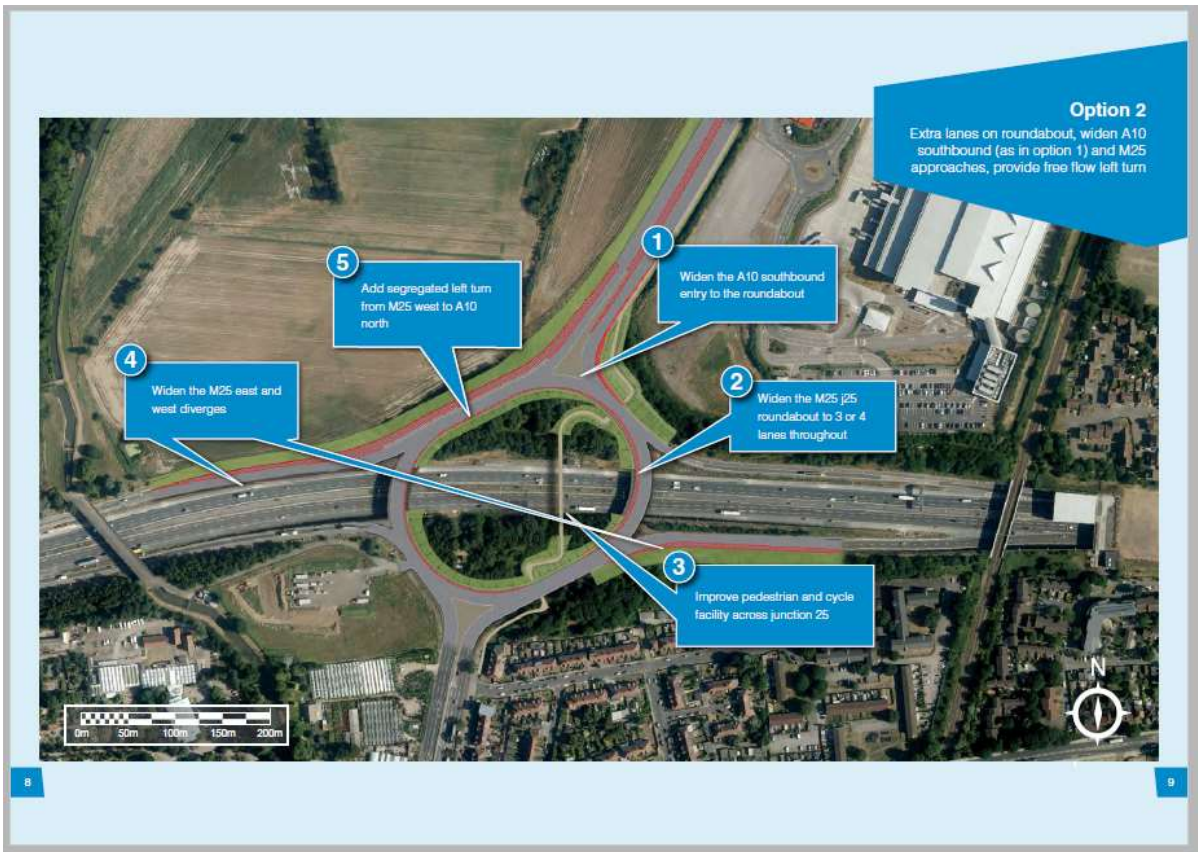 Option 2
Extra lanes on roundabout, widen A10
southbound (as in option 1) and M25
approaches, provide free flow left turn
1
Widen the A10 southbound
entry to the roundabout
5
Add segregated left turn
from M25 west to A10
north
4
Widen the M25 east and
west diverges
2
Widen the M25 j25
roundabout to 3 or 4
lanes throughout
3
Improve pedestrian and cycle
facility across junction 25
N
0m 50m 100m 150m 200m
8
9